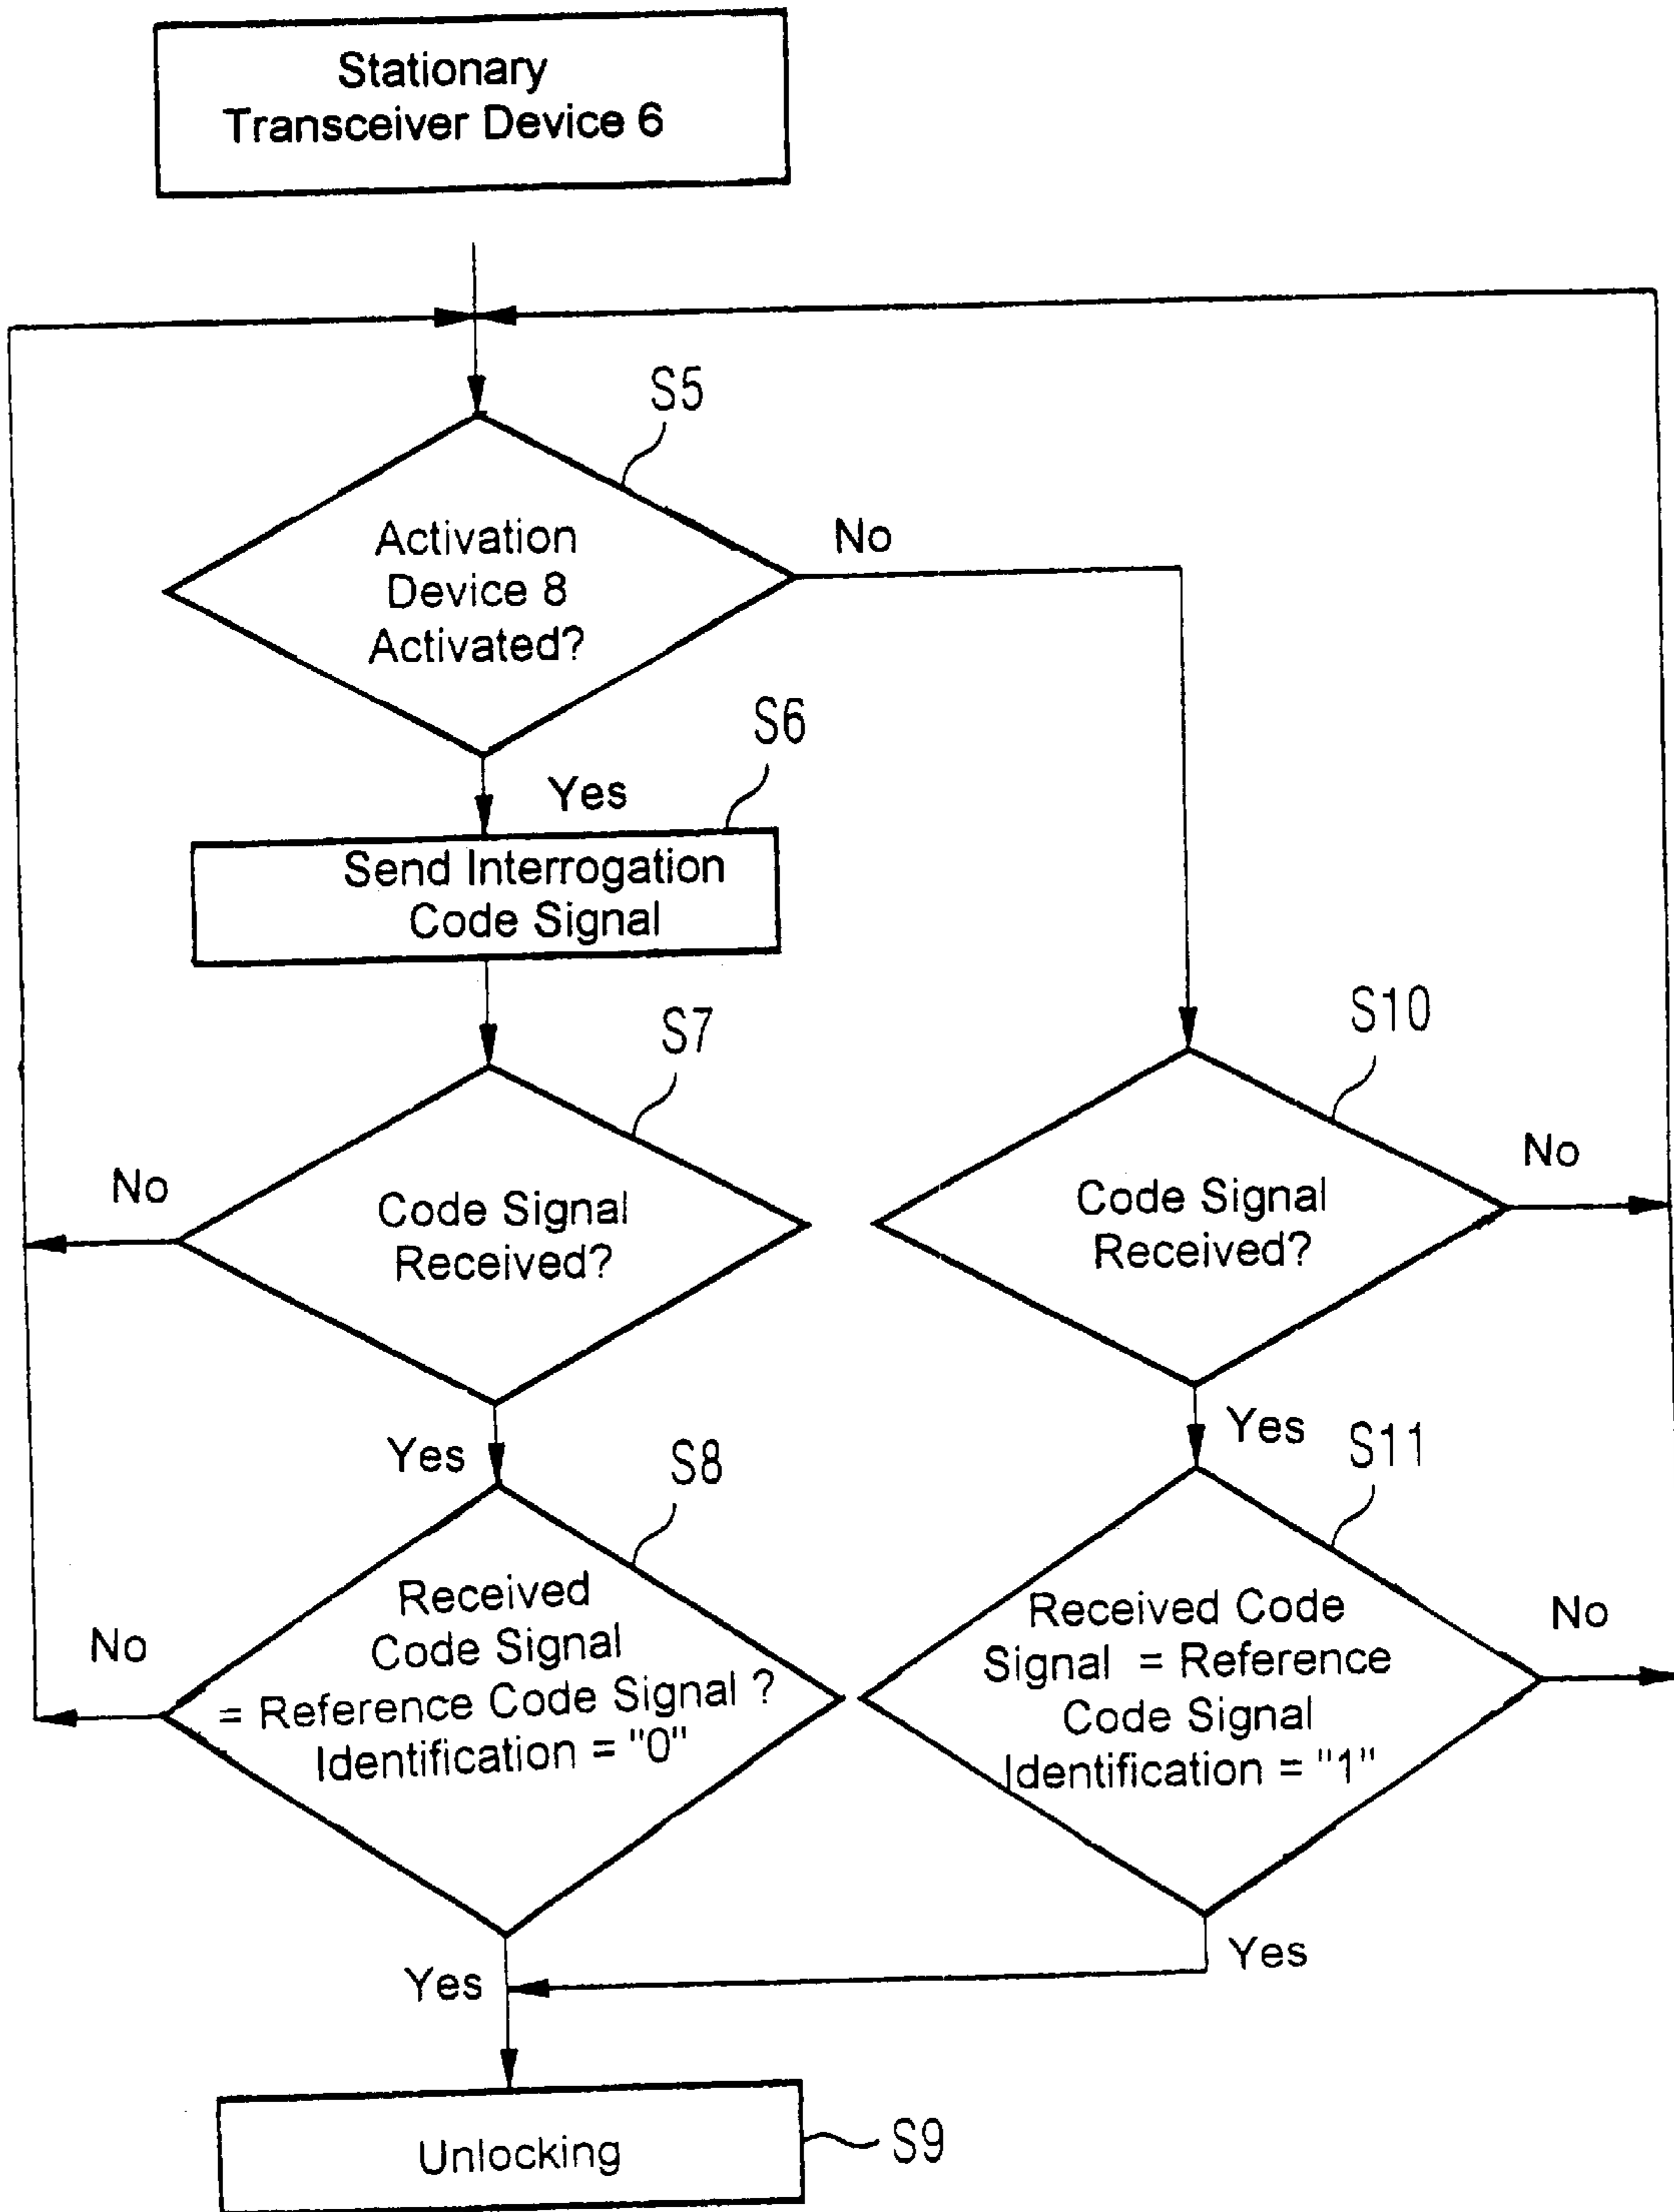 Stationary
Transceiver Device 6
S5
Activation
Device 8
Activated?
No
Yes
S6
Send Interrogation
Code Signal
S7
Code Signal
Received?
No
Yes
S10
Code Signal
Received?
No
Yes
S8
Received
Code Signal
= Reference Code Signal ?
Identification = "0"
No
Yes
S11
Received Code
Signal = Reference
Code Signal
Identification = "1"
No
Yes
Unlocking
S9